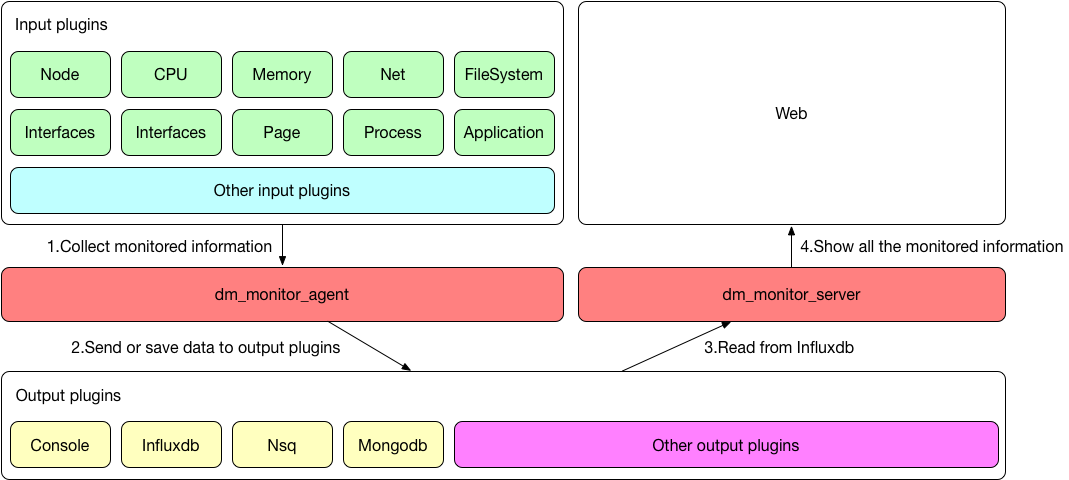 Input plugins
Node
CPU
Memory
Net
FileSystem
Interfaces
Interfaces
Page
Process
Application
Other input plugins
Web
1.Collect monitored information
4.Show all the monitored information
dm_monitor_agent
dm_monitor_server
2.Send or save data to output plugins
3.Read from Influxdb
Output plugins
Console
Influxdb
Nsq
Mongodb
Other output plugins